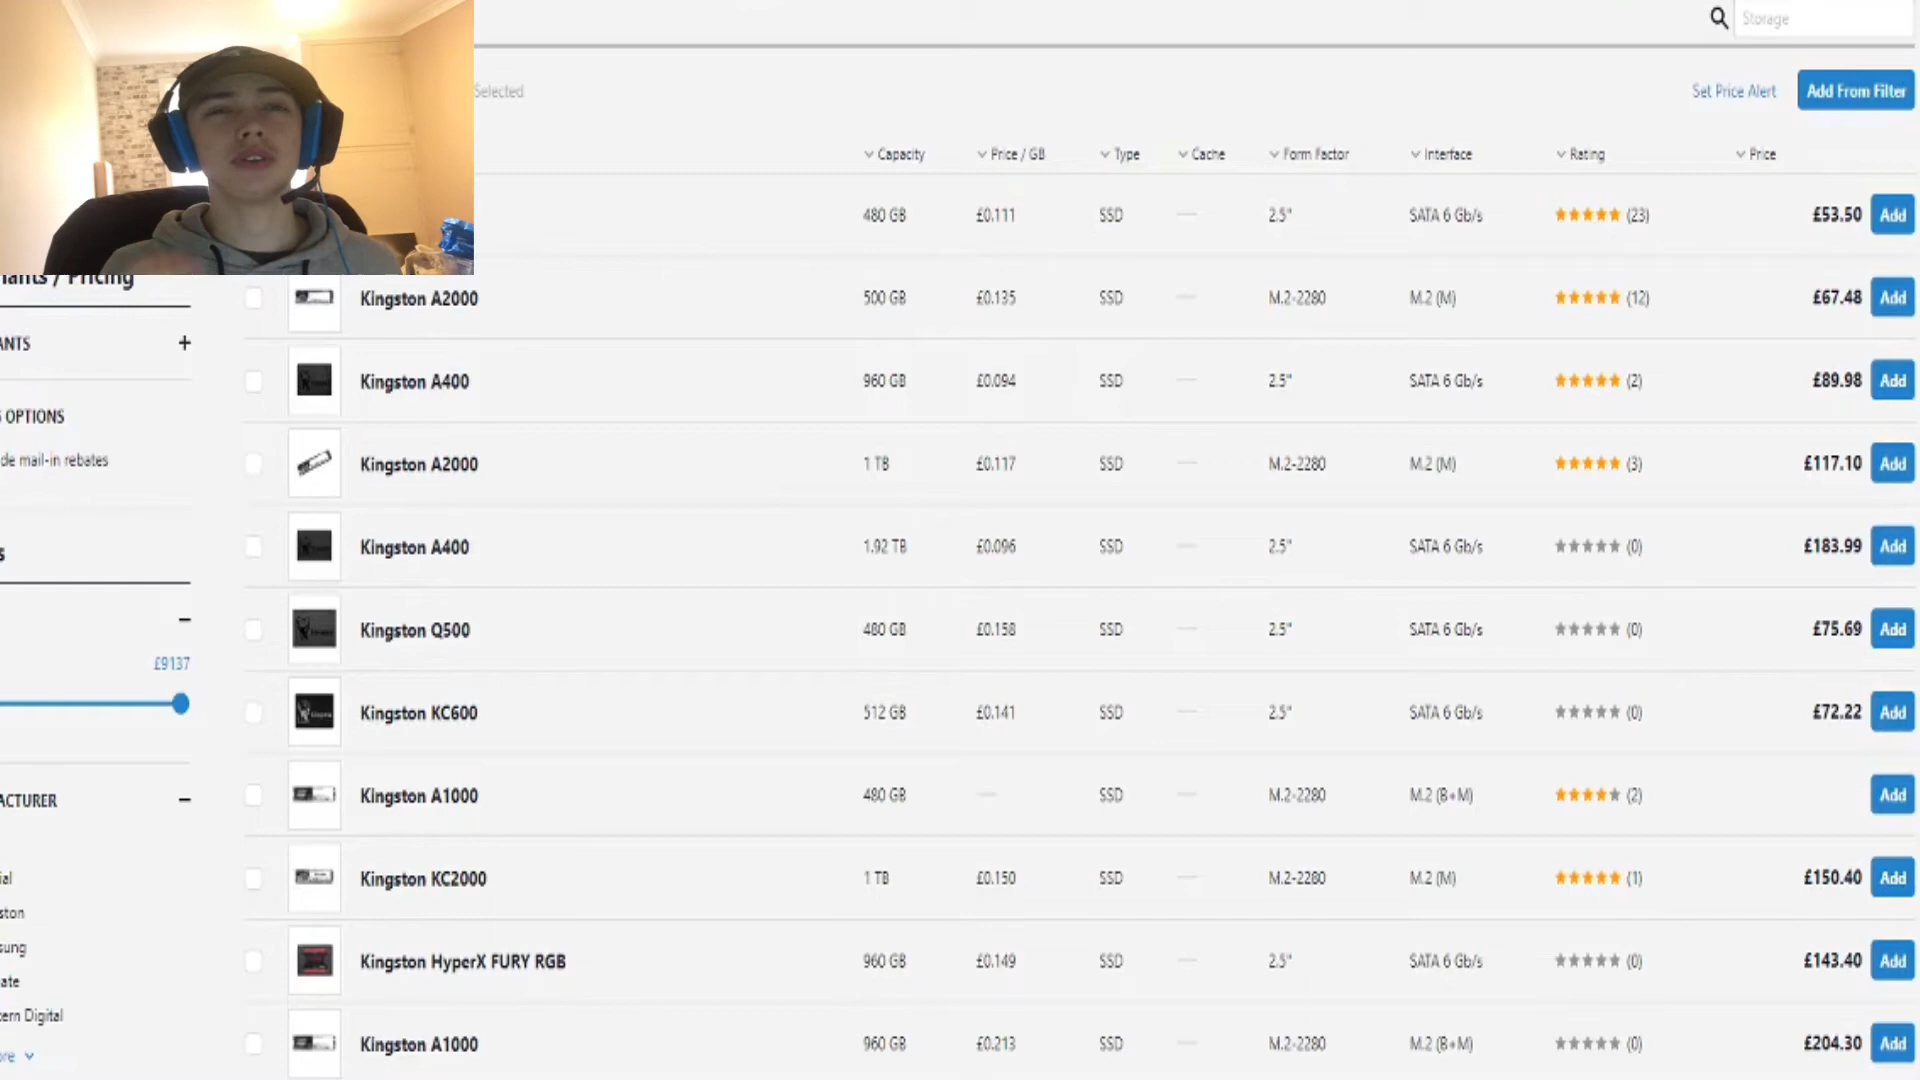 Storage
Selected
Set Price Alert
Add From Filter
Capacity Price / GB Type Cache Form Factor Interface Rating Price
480 GB £0.111 SSD — 2.5" SATA 6 Gb/s (23) £53.50 Add
iants / Pricing
Kingston A2000 500 GB £0.135 SSD — M.2-2280 M.2 (M) (12) £67.48 Add
ANTS +
Kingston A400 960 GB £0.094 SSD — 2.5" SATA 6 Gb/s (2) £89.98 Add
G OPTIONS
de mail-in rebates
Kingston A2000 1 TB £0.117 SSD — M.2-2280 M.2 (M) (3) £117.10 Add
Kingston A400 1.92 TB £0.096 SSD — 2.5" SATA 6 Gb/s (0) £183.99 Add
s
Kingston Q500 480 GB £0.158 SSD — 2.5" SATA 6 Gb/s (0) £75.69 Add
£9137
Kingston KC600 512 GB £0.141 SSD — 2.5" SATA 6 Gb/s (0) £72.22 Add
ACTURER
Kingston A1000 480 GB — SSD — M.2-2280 M.2 (B+M) (2) Add
ial
Kingston KC2000 1 TB £0.150 SSD — M.2-2280 M.2 (M) (1) £150.40 Add
ston
sung
Kingston HyperX FURY RGB 960 GB £0.149 SSD — 2.5" SATA 6 Gb/s (0) £143.40 Add
ate
tern Digital
ore
Kingston A1000 960 GB £0.213 SSD — M.2-2280 M.2 (B+M) (0) £204.30 Add